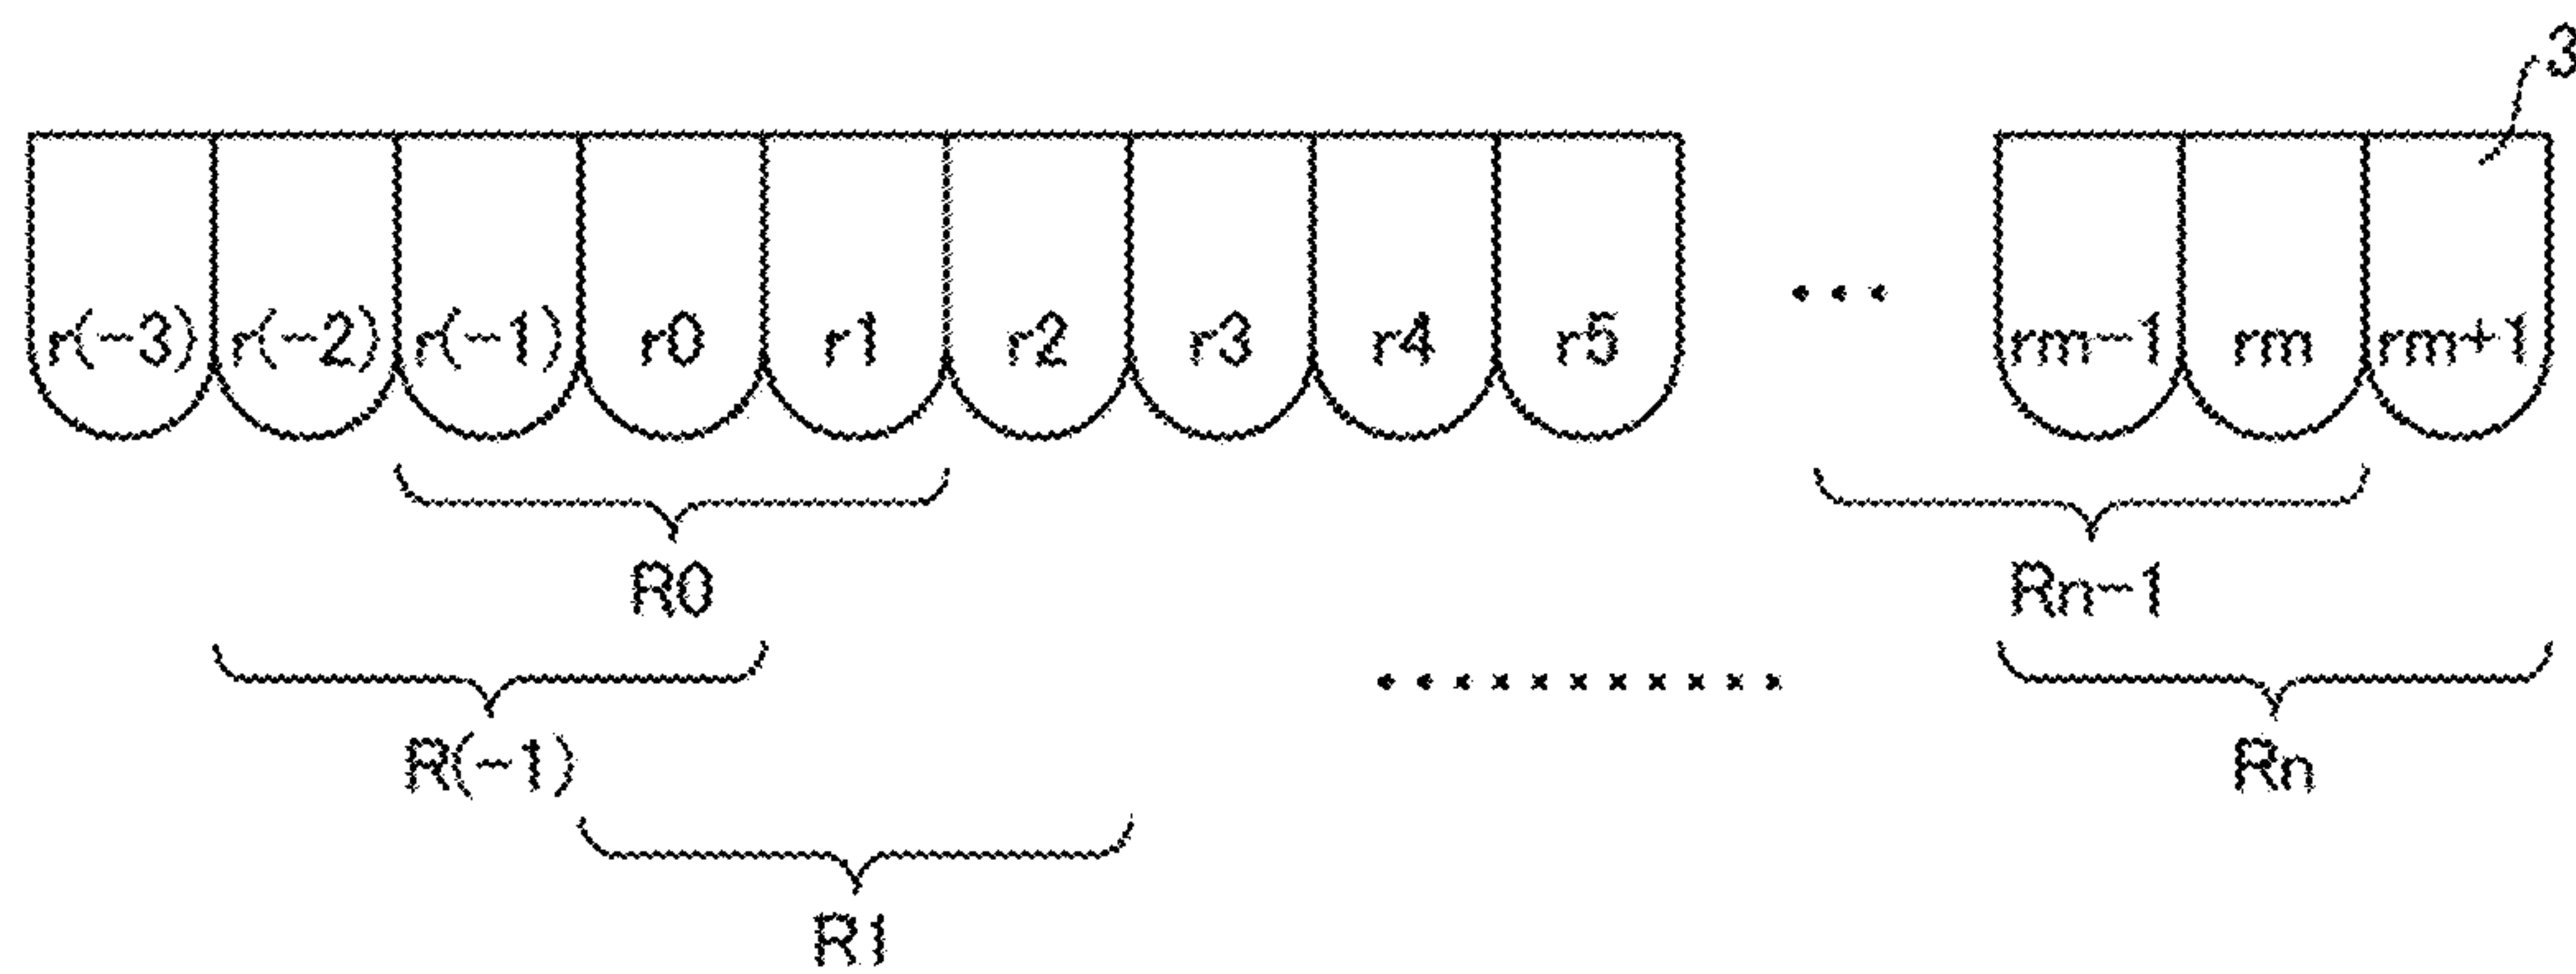 3
r(-3) r(-2) r(-1) r0 r1 r2 r3 r4 r5 ... rm-1 rm rm+1
R0 Rn-1
R(-1) Rn
R1